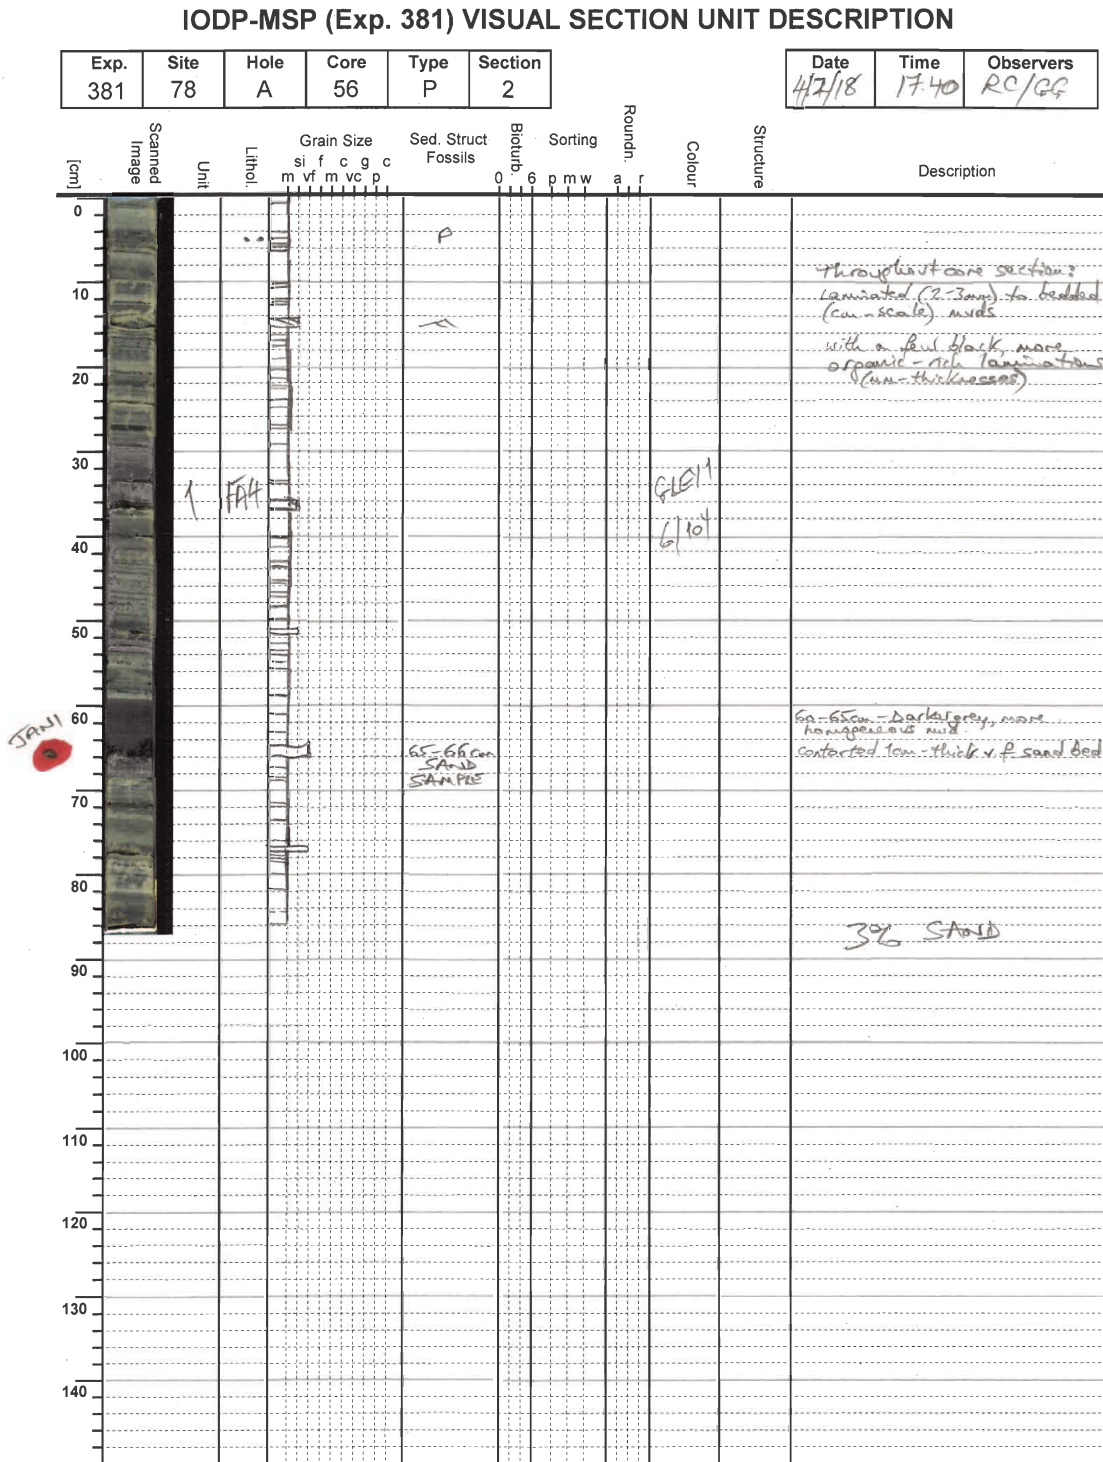 IODP-MSP (Exp. 381) VISUAL SECTION UNIT DESCRIPTION
Exp. Site Hole Core Type Section
381 78 A 56 P 2
Date Time Observers
4/2/18 17.40 RC/GG
[cm]
Scanned Image
Unit
Lithol.
Grain Size
si f c g c
m vf m vc p
Sed. Struct Fossils
Bioturb.
0 6
Sorting
p m w
Roundn.
a r
Colour
Structure
Description
0
P
Throughout core section:
10
laminated (2-3mm) to bedded
(cm-scale) muds
with a few black, more
organic-rich laminations
20
(mm-thicknesses)
30
1 FA4 GLEY1
6/10Y
40
50
JANI
60
60-65cm - Darker grey, more
homogeneous mud.
65-66cm
SAND
SAMPLE
contorted 1cm-thick v f sand bed
70
80
3% SAND
90
100
110
120
130
140